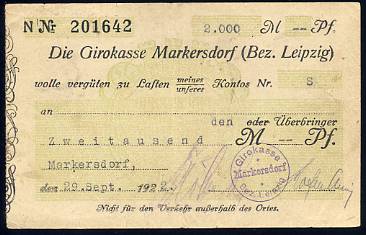 N № 201642 2.000 M — Pf.
Die Girokasse Markersdorf (Bez. Leipzig)
wolle vergüten zu Lasten meines unseres Kontos Nr. S
an
den oder Überbringer
Zweitausend M — Pf.
Markersdorf,
den 29. Sept. 1922
Girokasse Markersdorf Bez. Leipzig
Nicht für den Verkehr außerhalb des Ortes.